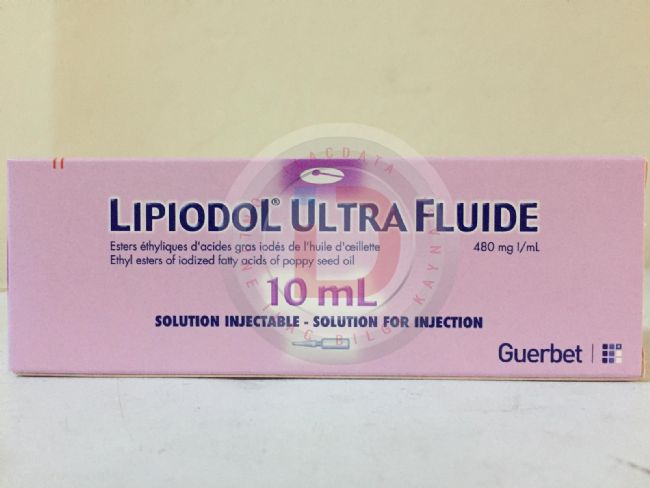 LIPIODOL® ULTRA FLUIDE
Esters éthyliques d'acides gras iodés de l'huile d'œillette
480 mg I/mL
Ethyl esters of iodized fatty acids of poppy seed oil
10 mL
SOLUTION INJECTABLE - SOLUTION FOR INJECTION
Guerbet